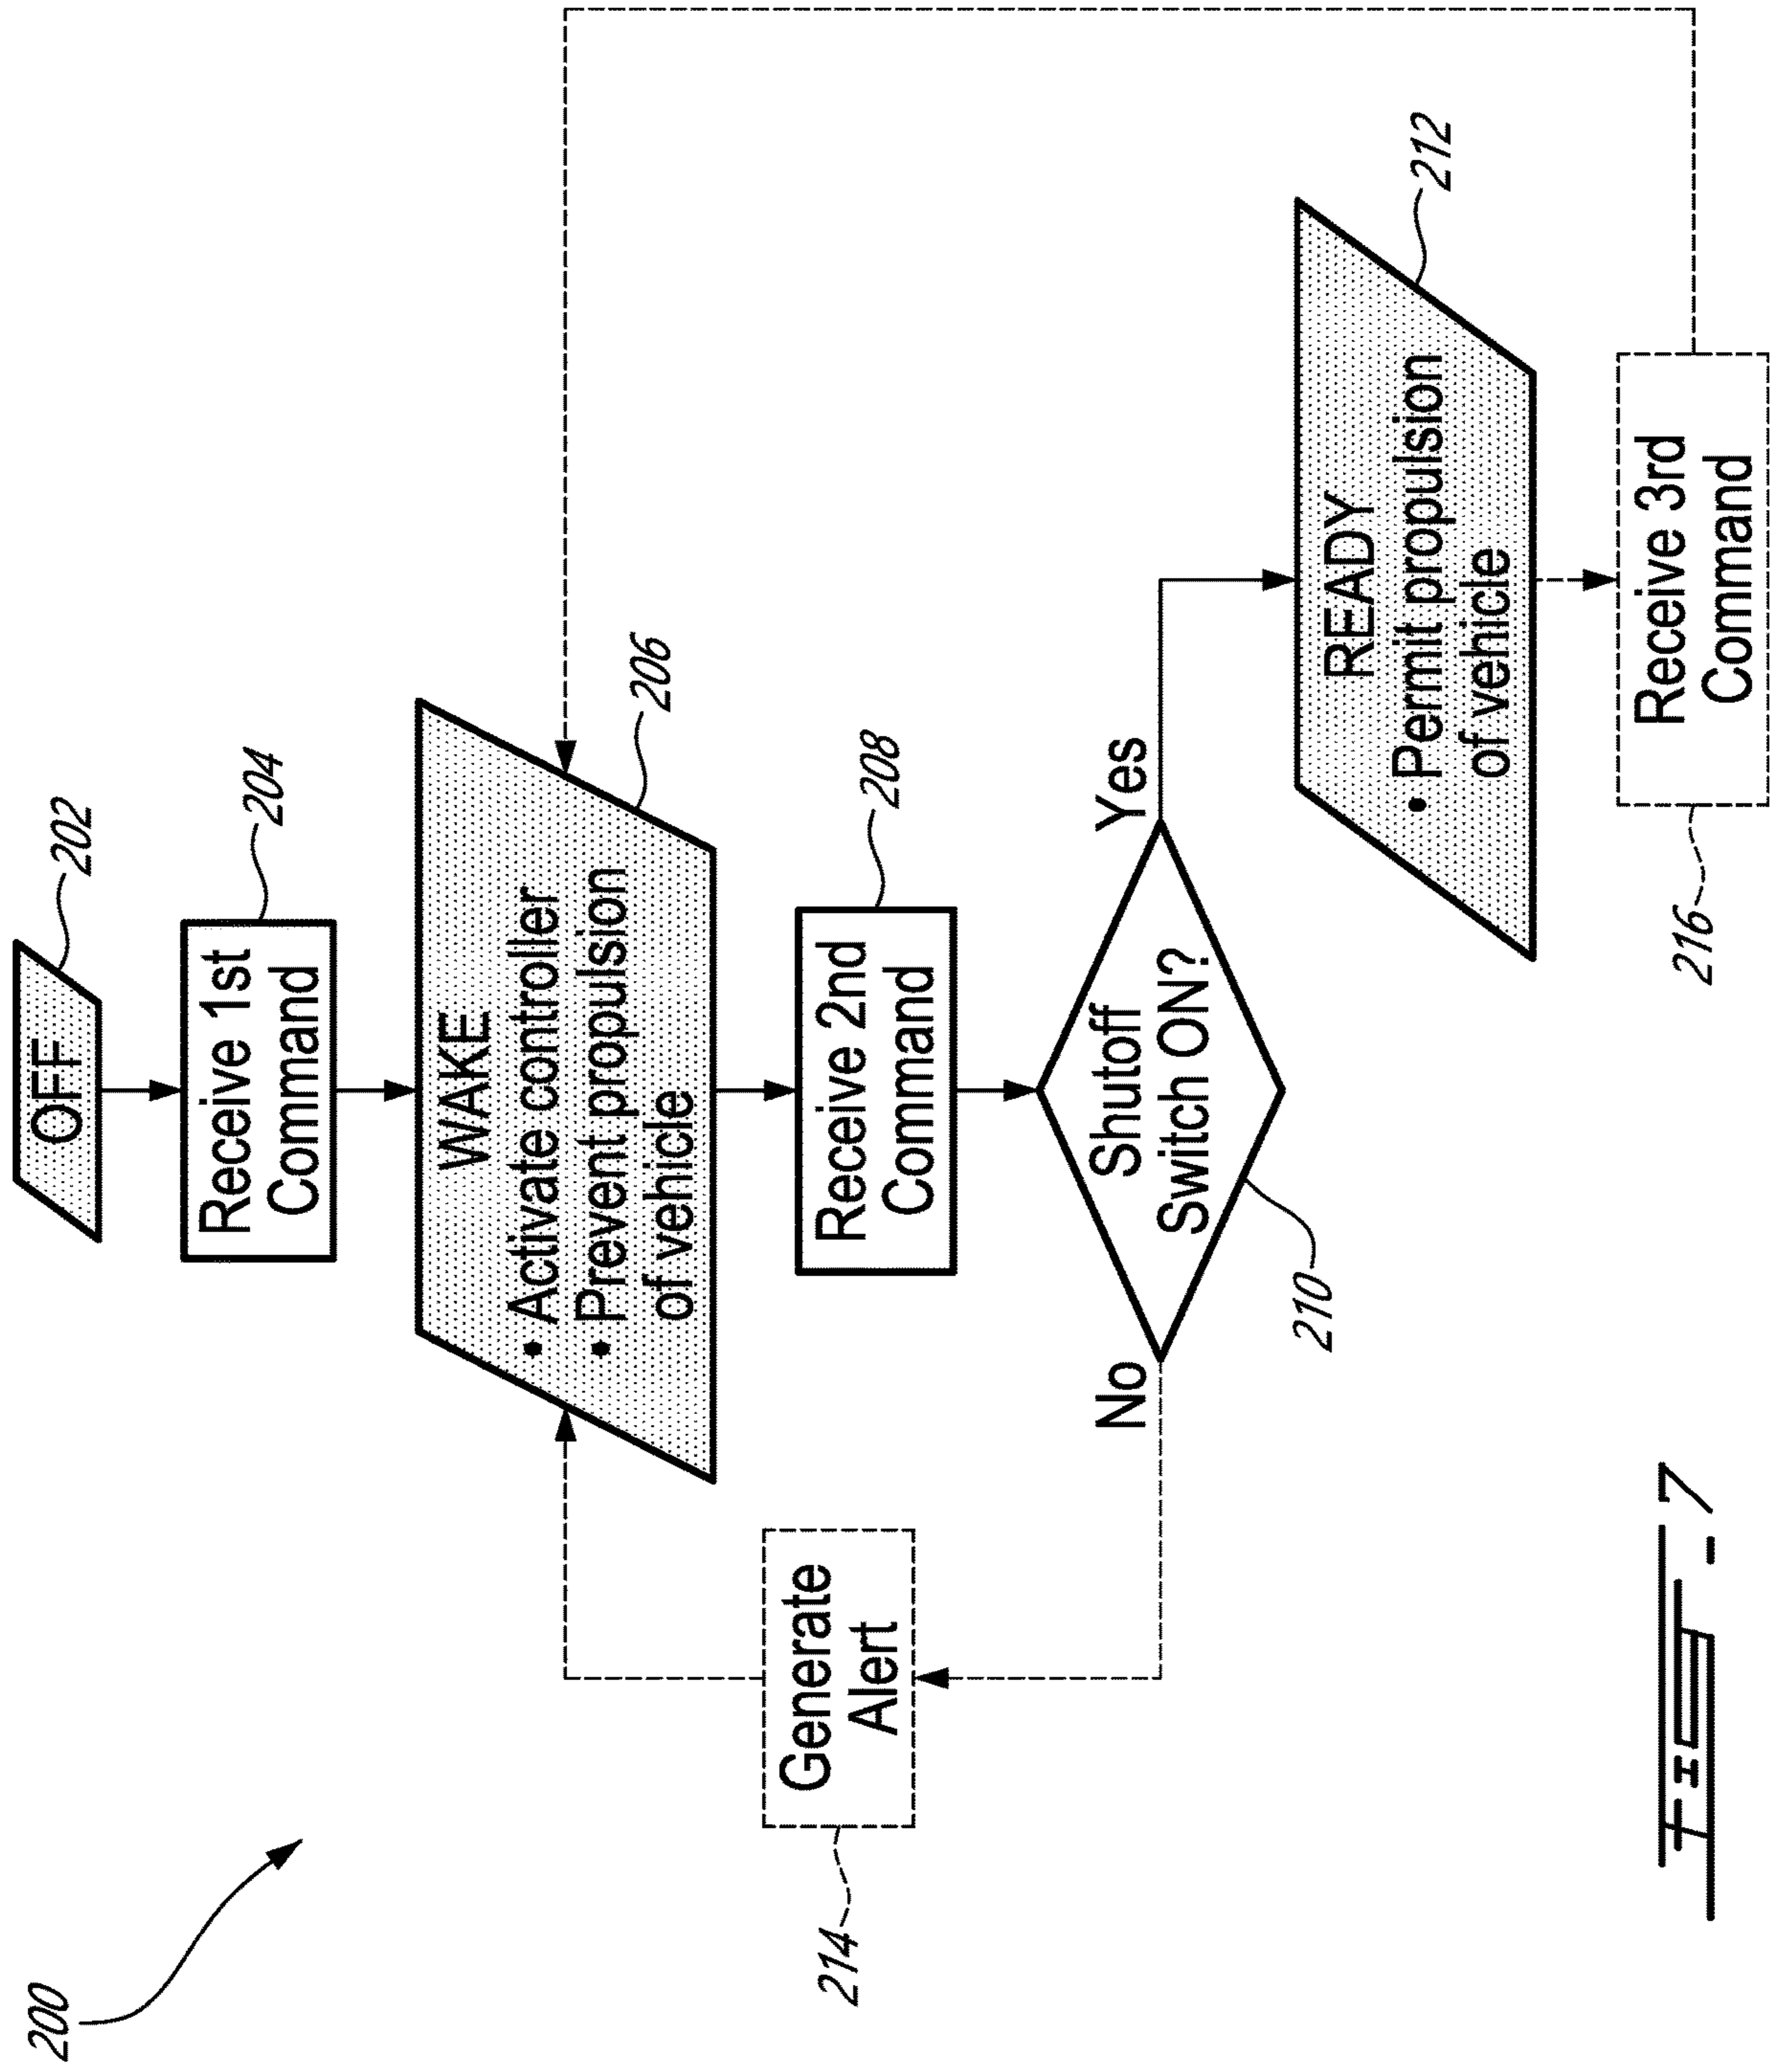 200
OFF
202
Receive 1st
Command
204
WAKE
• Activate controller
• Prevent propulsion
of vehicle
206
Receive 2nd
Command
208
Generate
Alert
214
Shutoff
Switch ON?
210
No
Yes
READY
• Permit propulsion
of vehicle
212
Receive 3rd
Command
216
FIG-7